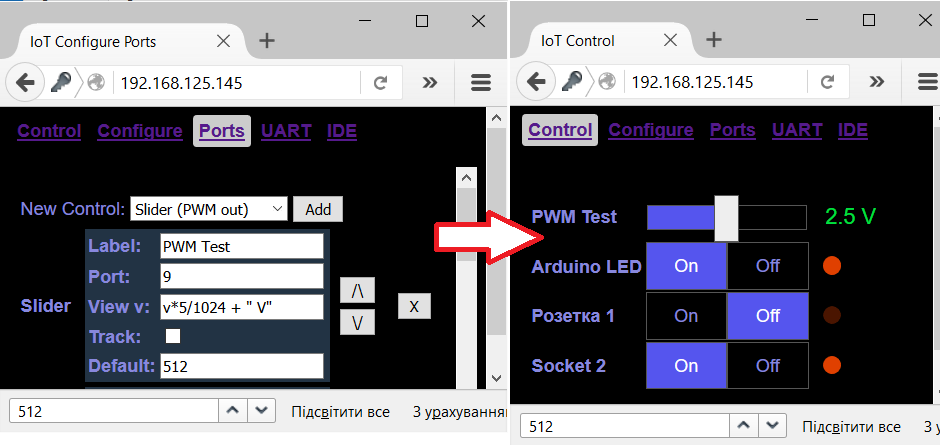 IoT Configure Ports
192.168.125.145
Control Configure Ports UART IDE
New Control: Slider (PWM out) Add
Slider
Label: PWM Test
Port: 9
View v: v*5/1024 + " V"
Track:
Default: 512
/\
\/
X
512 Підсвітити все З урахуванням
IoT Control
192.168.125.145
Control Configure Ports UART IDE
PWM Test 2.5 V
Arduino LED On Off
Розетка 1 On Off
Socket 2 On Off
512 Підсвітити все З у